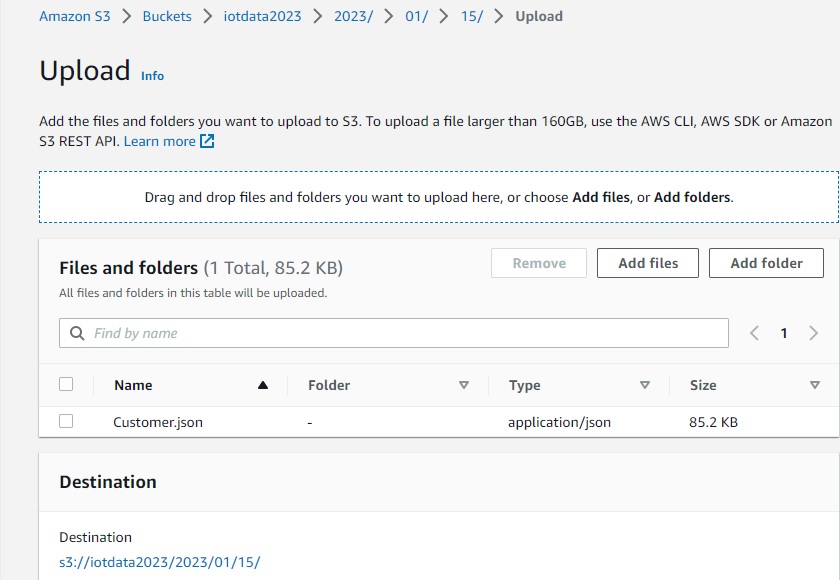 Amazon S3 > Buckets > iotdata2023 > 2023/ > 01/ > 15/ > Upload
Upload Info
Add the files and folders you want to upload to S3. To upload a file larger than 160GB, use the AWS CLI, AWS SDK or Amazon
S3 REST API. Learn more
Drag and drop files and folders you want to upload here, or choose Add files, or Add folders.
Files and folders (1 Total, 85.2 KB)
Remove Add files Add folder
All files and folders in this table will be uploaded.
Find by name
1
Name Folder Type Size
Customer.json - application/json 85.2 KB
Destination
Destination
s3://iotdata2023/2023/01/15/